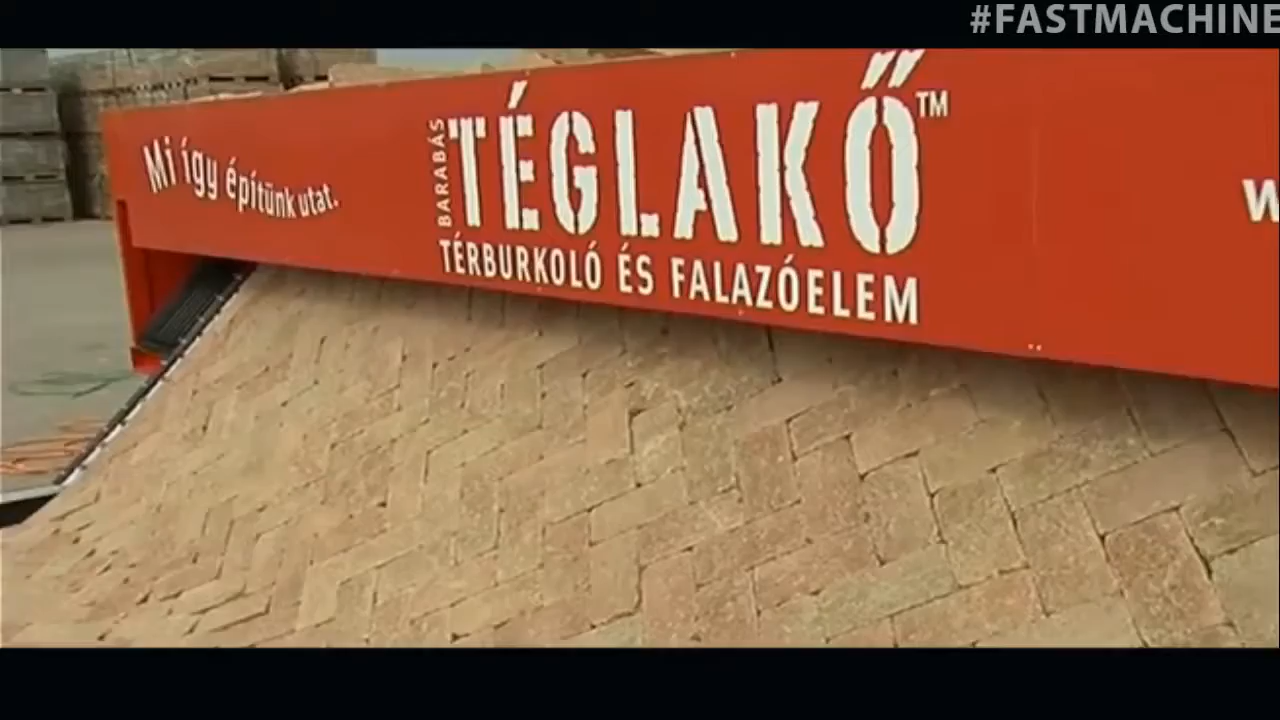 #FASTMACHINE
Mi így építünk utat.
BARABÁS
TÉGLAKŐ™
TÉRBURKOLÓ ÉS FALAZÓELEM